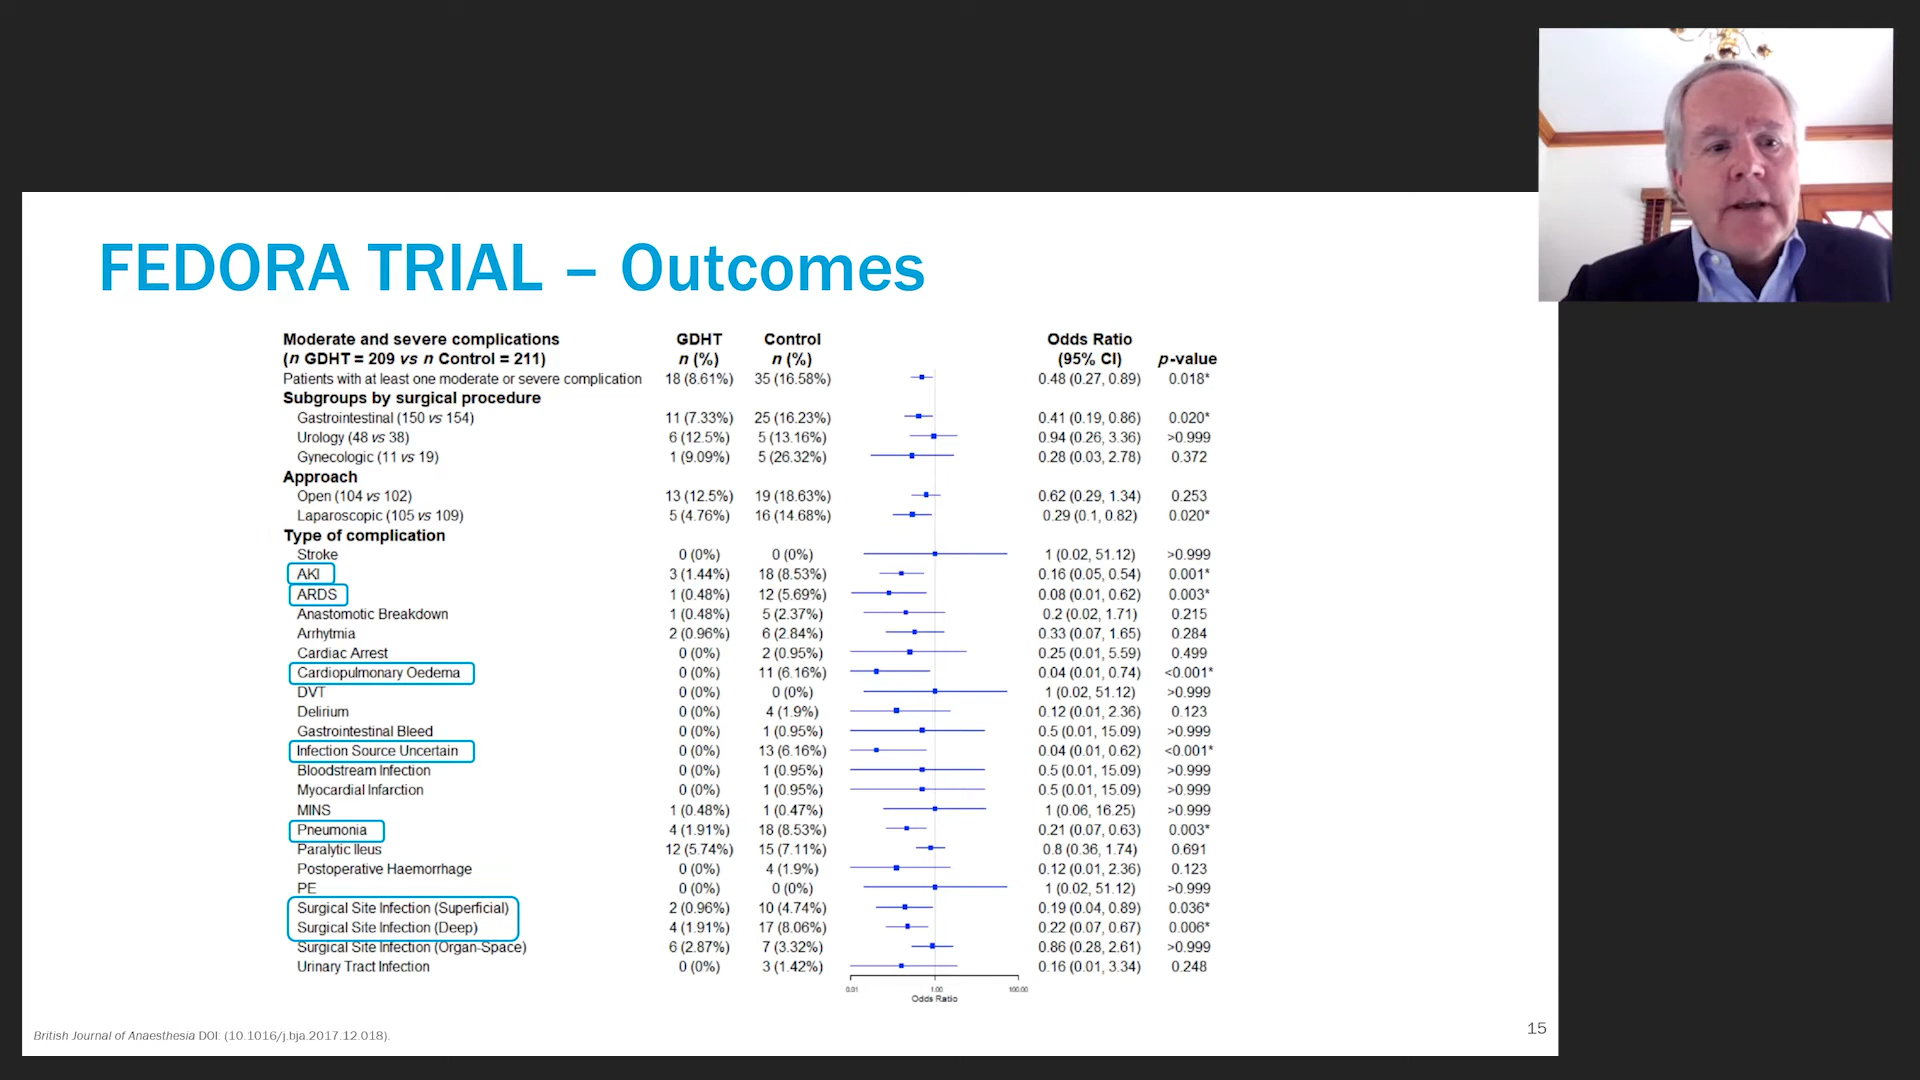 FEDORA TRIAL – Outcomes
Moderate and severe complications GDHT Control Odds Ratio
(n GDHT = 209 vs n Control = 211) n (%) n (%) (95% CI) p-value
Patients with at least one moderate or severe complication 18 (8.61%) 35 (16.58%) 0.48 (0.27, 0.89) 0.018*
Subgroups by surgical procedure
Gastrointestinal (150 vs 154) 11 (7.33%) 25 (16.23%) 0.41 (0.19, 0.86) 0.020*
Urology (48 vs 38) 6 (12.5%) 5 (13.16%) 0.94 (0.26, 3.36) >0.999
Gynecologic (11 vs 19) 1 (9.09%) 5 (26.32%) 0.28 (0.03, 2.78) 0.372
Approach
Open (104 vs 102) 13 (12.5%) 19 (18.63%) 0.62 (0.29, 1.34) 0.253
Laparoscopic (105 vs 109) 5 (4.76%) 16 (14.68%) 0.29 (0.1, 0.82) 0.020*
Type of complication
Stroke 0 (0%) 0 (0%) 1 (0.02, 51.12) >0.999
AKI 3 (1.44%) 18 (8.53%) 0.16 (0.05, 0.54) 0.001*
ARDS 1 (0.48%) 12 (5.69%) 0.08 (0.01, 0.62) 0.003*
Anastomotic Breakdown 1 (0.48%) 5 (2.37%) 0.2 (0.02, 1.71) 0.215
Arrhytmia 2 (0.96%) 6 (2.84%) 0.33 (0.07, 1.65) 0.284
Cardiac Arrest 0 (0%) 2 (0.95%) 0.25 (0.01, 5.59) 0.499
Cardiopulmonary Oedema 0 (0%) 11 (6.16%) 0.04 (0.01, 0.74) <0.001*
DVT 0 (0%) 0 (0%) 1 (0.02, 51.12) >0.999
Delirium 0 (0%) 4 (1.9%) 0.12 (0.01, 2.36) 0.123
Gastrointestinal Bleed 0 (0%) 1 (0.95%) 0.5 (0.01, 15.09) >0.999
Infection Source Uncertain 0 (0%) 13 (6.16%) 0.04 (0.01, 0.62) <0.001*
Bloodstream Infection 0 (0%) 1 (0.95%) 0.5 (0.01, 15.09) >0.999
Myocardial Infarction 0 (0%) 1 (0.95%) 0.5 (0.01, 15.09) >0.999
MINS 1 (0.48%) 1 (0.47%) 1 (0.06, 16.25) >0.999
Pneumonia 4 (1.91%) 18 (8.53%) 0.21 (0.07, 0.63) 0.003*
Paralytic Ileus 12 (5.74%) 15 (7.11%) 0.8 (0.36, 1.74) 0.691
Postoperative Haemorrhage 0 (0%) 4 (1.9%) 0.12 (0.01, 2.36) 0.123
PE 0 (0%) 0 (0%) 1 (0.02, 51.12) >0.999
Surgical Site Infection (Superficial) 2 (0.96%) 10 (4.74%) 0.19 (0.04, 0.89) 0.036*
Surgical Site Infection (Deep) 4 (1.91%) 17 (8.06%) 0.22 (0.07, 0.67) 0.006*
Surgical Site Infection (Organ-Space) 6 (2.87%) 7 (3.32%) 0.86 (0.28, 2.61) >0.999
Urinary Tract Infection 0 (0%) 3 (1.42%) 0.16 (0.01, 3.34) 0.248
0.01 1.00 100.00
Odds Ratio
British Journal of Anaesthesia DOI: (10.1016/j.bja.2017.12.018).
15